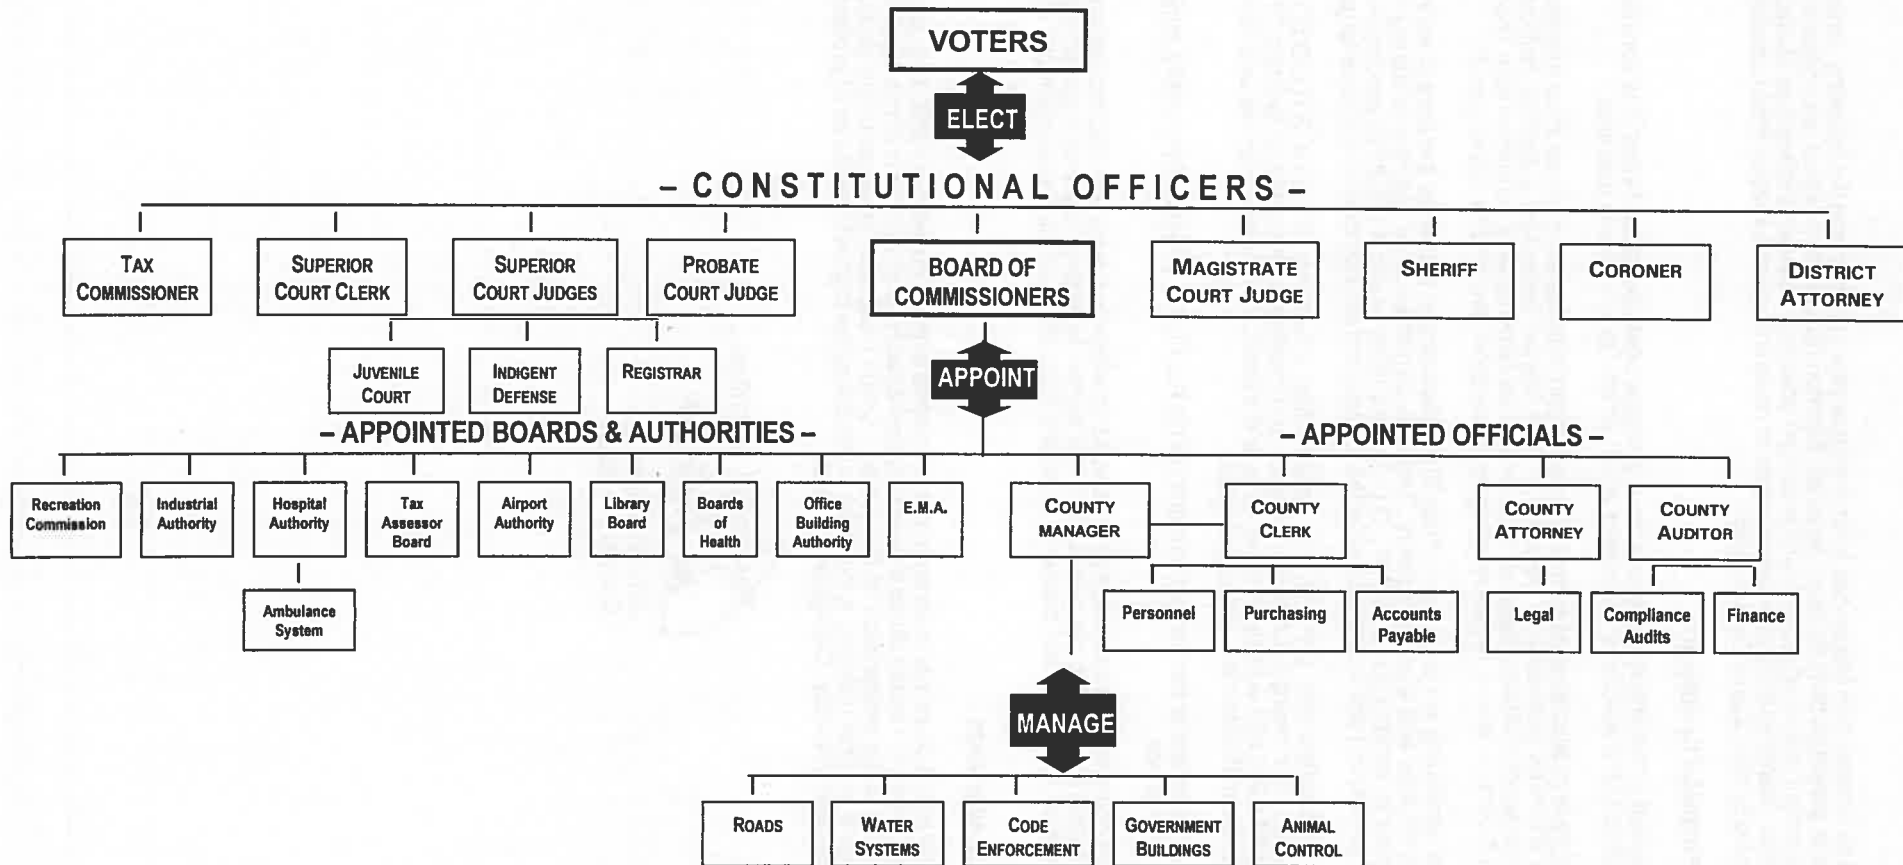 VOTERS
ELECT
– CONSTITUTIONAL OFFICERS –
TAX
COMMISSIONER
SUPERIOR
COURT CLERK
SUPERIOR
COURT JUDGES
PROBATE
COURT JUDGE
BOARD OF
COMMISSIONERS
MAGISTRATE
COURT JUDGE
SHERIFF
CORONER
DISTRICT
ATTORNEY
JUVENILE
COURT
INDIGENT
DEFENSE
REGISTRAR
APPOINT
– APPOINTED BOARDS & AUTHORITIES –
– APPOINTED OFFICIALS –
Recreation
Commission
Industrial
Authority
Hospital
Authority
Tax
Assessor
Board
Airport
Authority
Library
Board
Boards
of
Health
Office
Building
Authority
E.M.A.
COUNTY
MANAGER
COUNTY
CLERK
COUNTY
ATTORNEY
COUNTY
AUDITOR
Ambulance
System
Personnel
Purchasing
Accounts
Payable
Legal
Compliance
Audits
Finance
MANAGE
ROADS
WATER
SYSTEMS
CODE
ENFORCEMENT
GOVERNMENT
BUILDINGS
ANIMAL
CONTROL